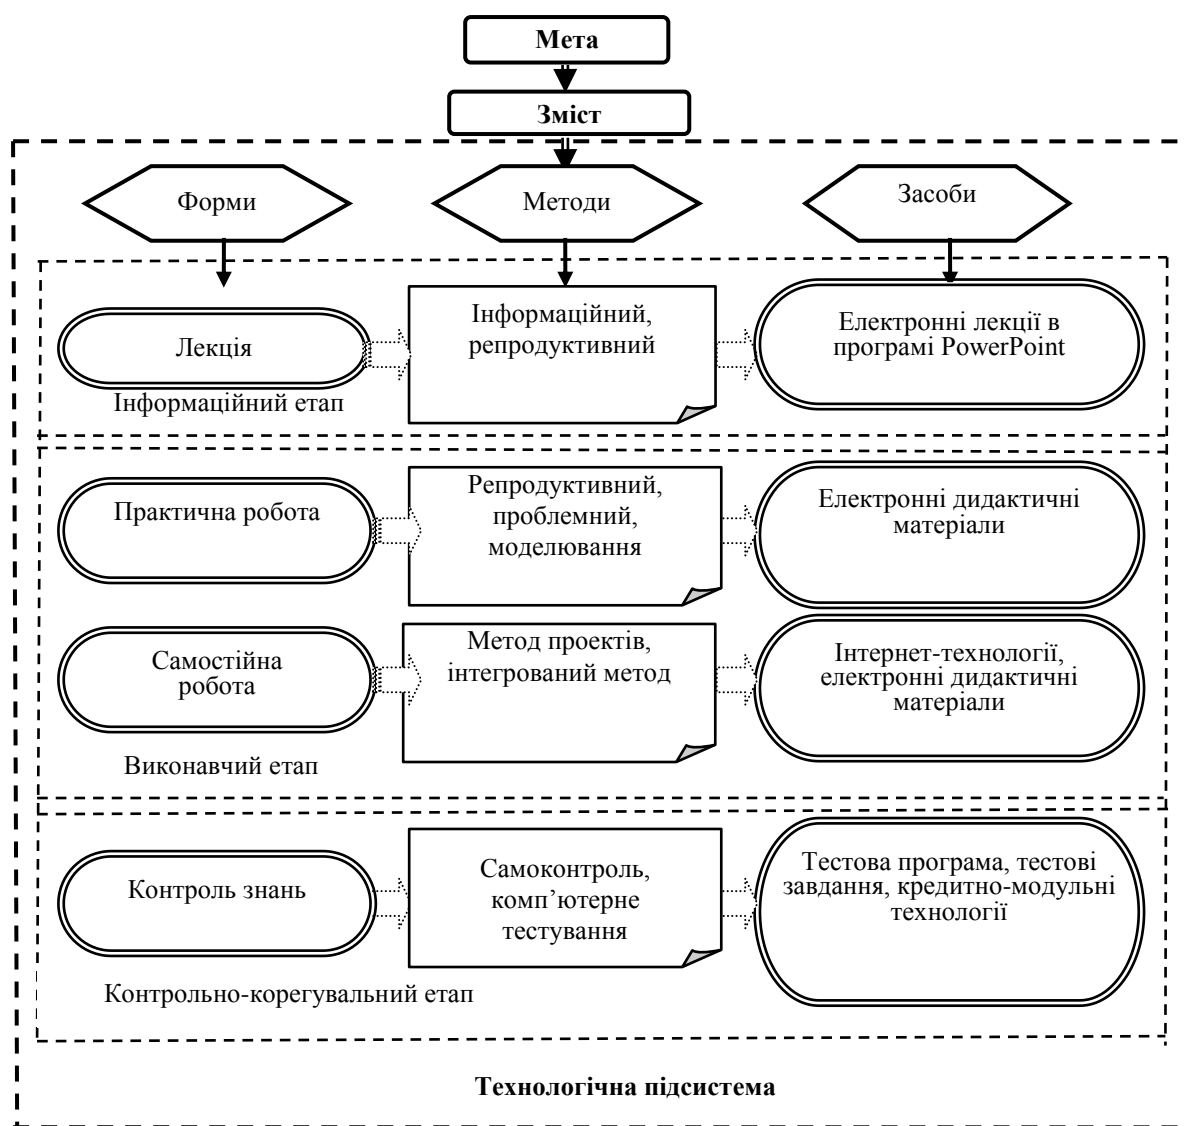 Мета
Зміст
Форми
Методи
Засоби
Лекція
Інформаційний етап
Інформаційний,
репродуктивний
Електронні лекції в
програмі PowerPoint
Практична робота
Репродуктивний,
проблемний,
моделювання
Електронні дидактичні
матеріали
Самостійна
робота
Метод проектів,
інтегрований метод
Інтернет-технології,
електронні дидактичні
матеріали
Виконавчий етап
Контроль знань
Самоконтроль,
комп’ютерне
тестування
Тестова програма, тестові
завдання, кредитно-модульні
технології
Контрольно-корегувальний етап
Технологічна підсистема